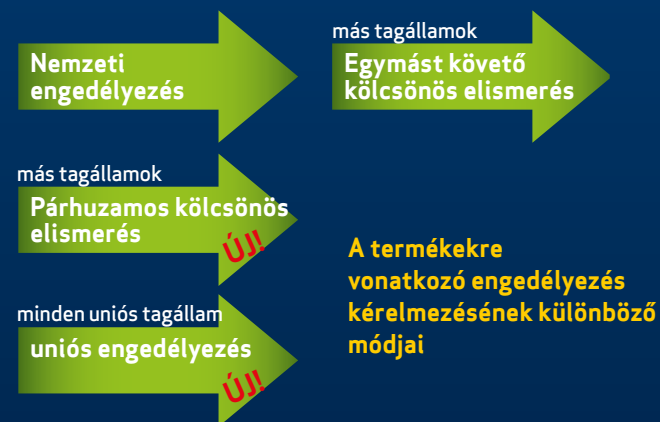 Nemzeti
engedélyezés
más tagállamok
Egymást követő
kölcsönös elismerés
más tagállamok
Párhuzamos kölcsönös
elismerés
ÚJ!
minden uniós tagállam
uniós engedélyezés
ÚJ!
A termékekre
vonatkozó engedélyezés
kérelmezésének különböző
módjai